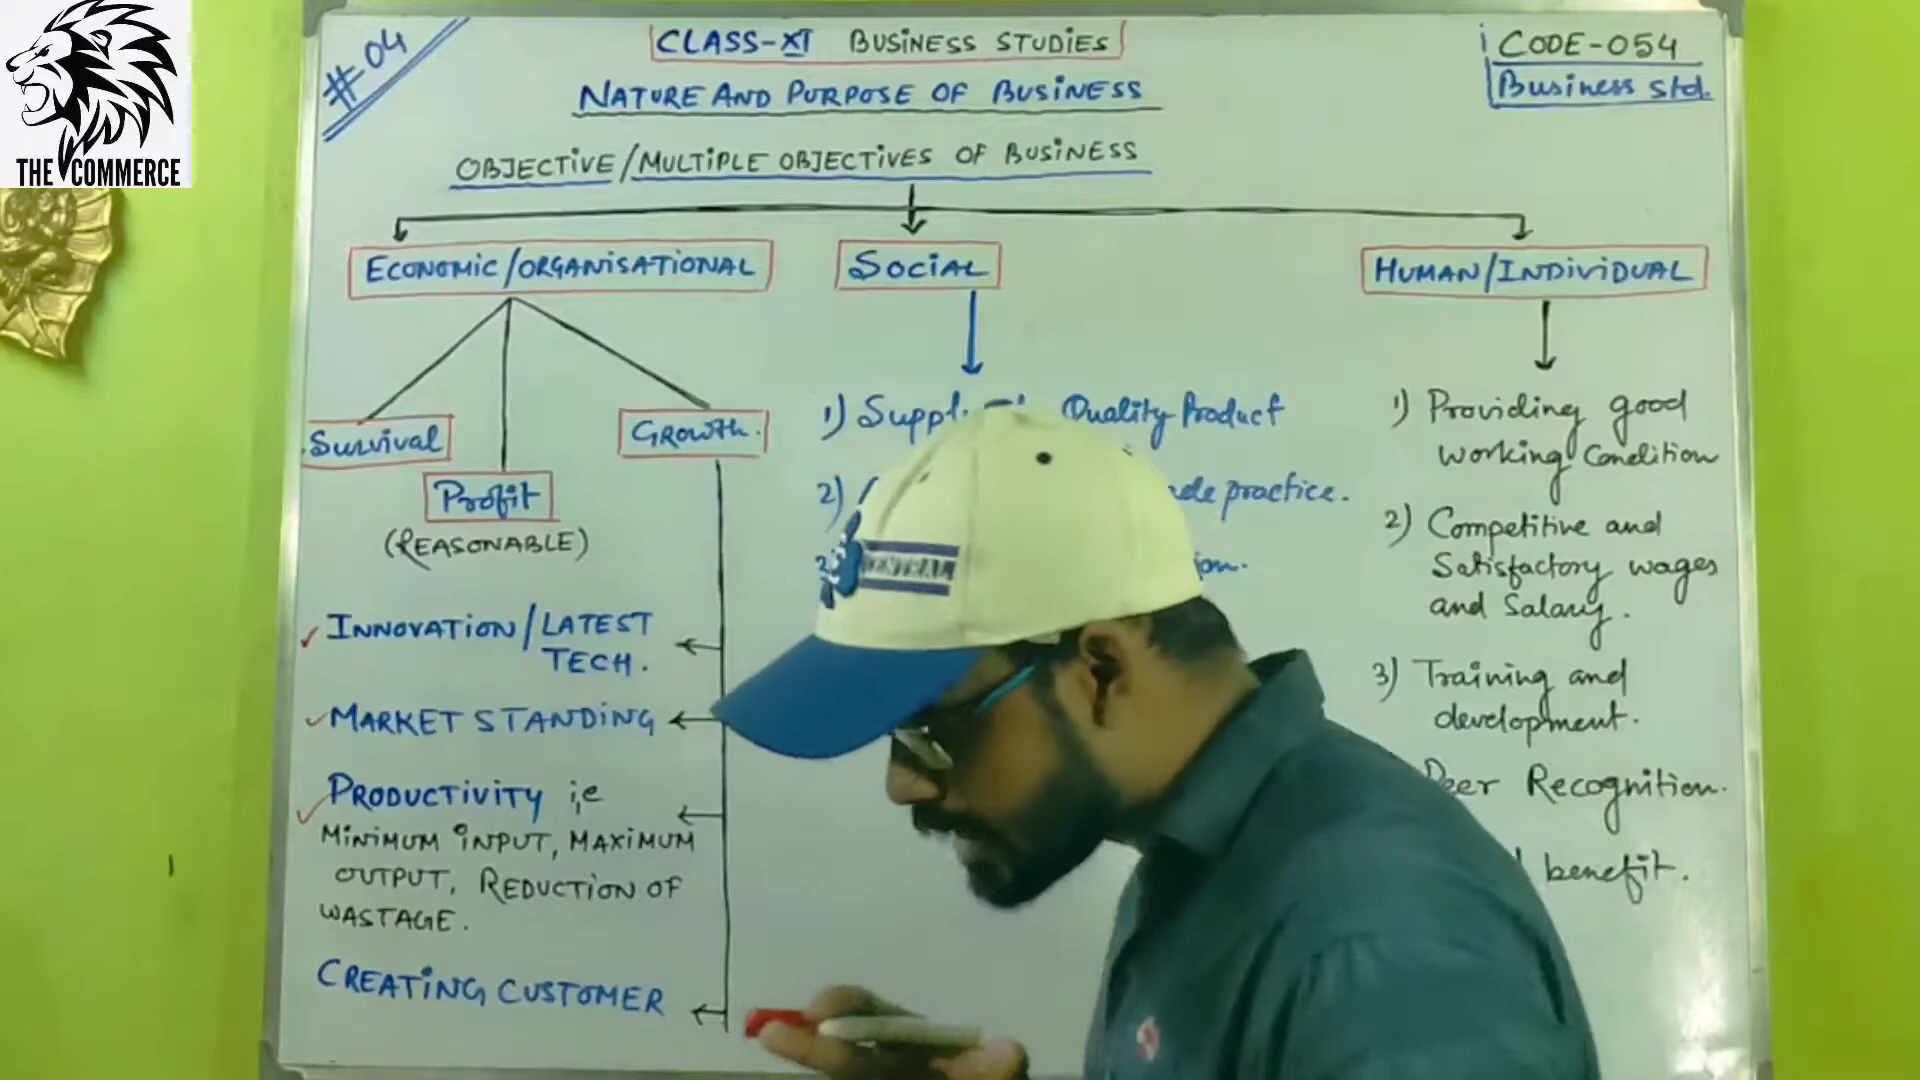 THE COMMERCE
#04
CLASS-XI BUSINESS STUDIES
CODE-054
Business Std.
NATURE AND PURPOSE OF BUSINESS
OBJECTIVE/MULTIPLE OBJECTIVES OF BUSINESS
ECONOMIC/ORGANISATIONAL
SOCIAL
HUMAN/INDIVIDUAL
Survival
Profit
(REASONABLE)
GROWTH.
INNOVATION/LATEST
TECH.
MARKET STANDING
PRODUCTIVITY i,e
MINIMUM INPUT, MAXIMUM
OUTPUT, REDUCTION OF
WASTAGE.
CREATING CUSTOMER
1) Quality Product
2) practice.
1) Providing good
working Condition
2) Competitive and
Satisfactory wages
and Salary.
3) Training and
development.
Peer Recognition.
benefit.